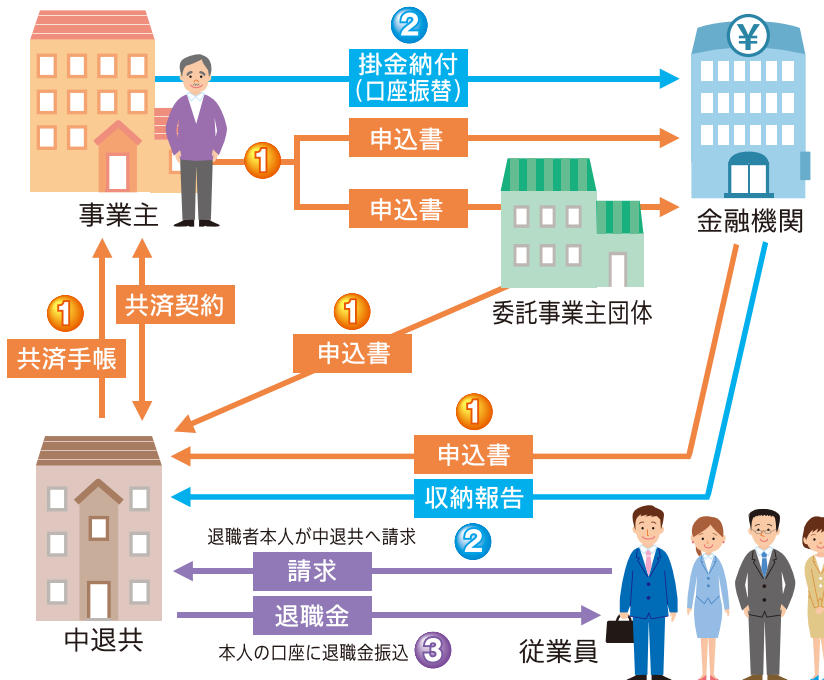 2
掛金納付
(口座振替)
¥
申込書
1
申込書
事業主
金融機関
委託事業主団体
共済契約
1
共済手帳
1
申込書
1
申込書
収納報告
2
退職者本人が中退共へ請求
請求
退職金
本人の口座に退職金振込
3
中退共
従業員